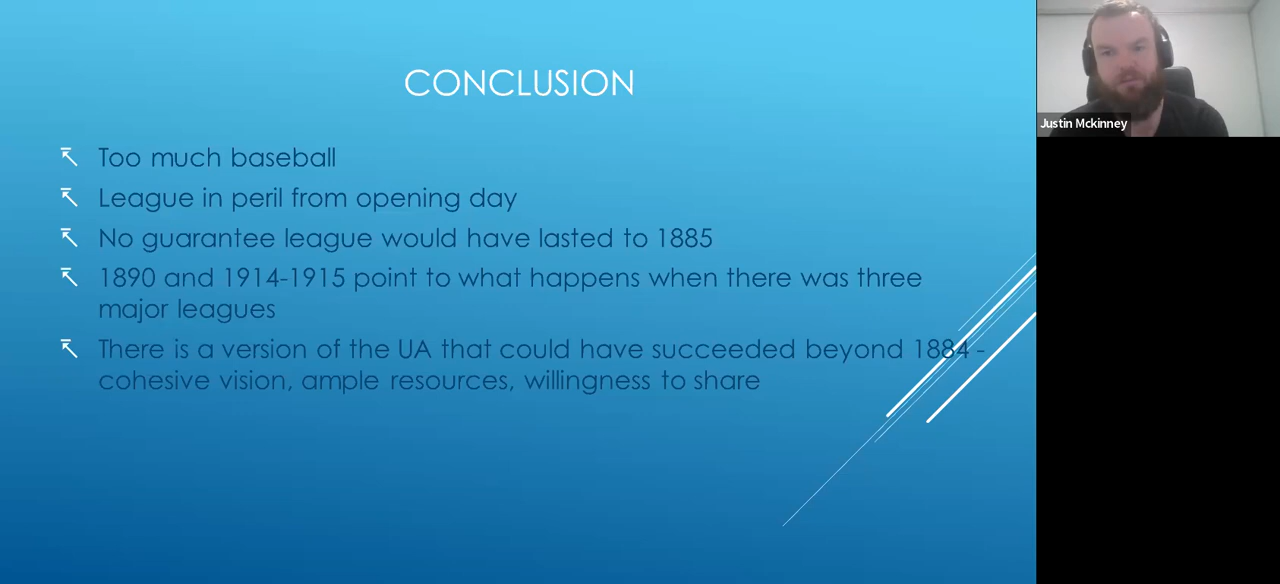 CONCLUSION
Too much baseball
League in peril from opening day
No guarantee league would have lasted to 1885
1890 and 1914-1915 point to what happens when there was three
major leagues
There is a version of the UA that could have succeeded beyond 1884 -
cohesive vision, ample resources, willingness to share
Justin Mckinney